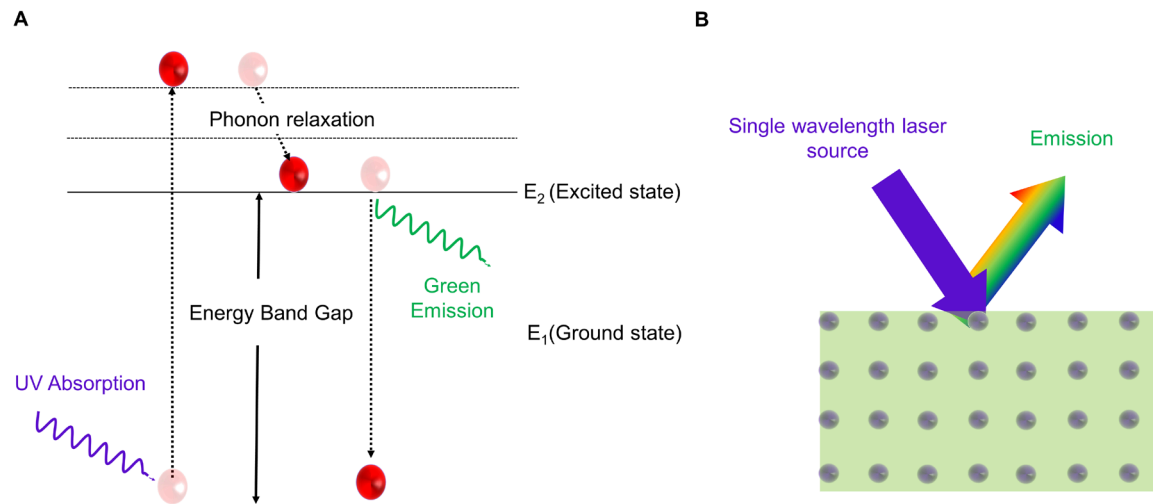 A
Phonon relaxation
E2 (Excited state)
Green
Emission
Energy Band Gap
E1(Ground state)
UV Absorption
B
Single wavelength laser
source
Emission